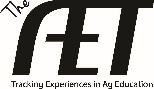 The
AET
Tracking Experiences in Ag Education